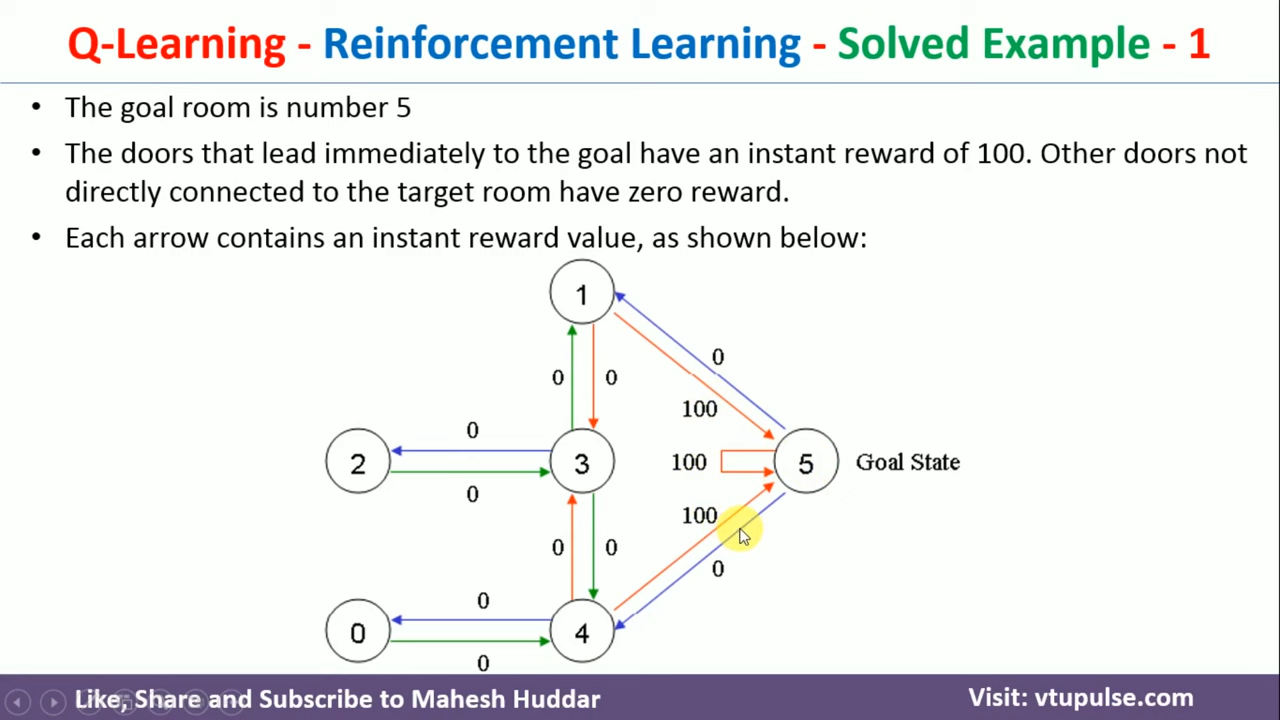 Q-Learning - Reinforcement Learning - Solved Example - 1
• The goal room is number 5
• The doors that lead immediately to the goal have an instant reward of 100. Other doors not
directly connected to the target room have zero reward.
• Each arrow contains an instant reward value, as shown below:
1
0
0 0
100
0
2 3 100 5 Goal State
0
100
0 0
0
0
0 4
0
Like, Share and Subscribe to Mahesh Huddar
Visit: vtupulse.com